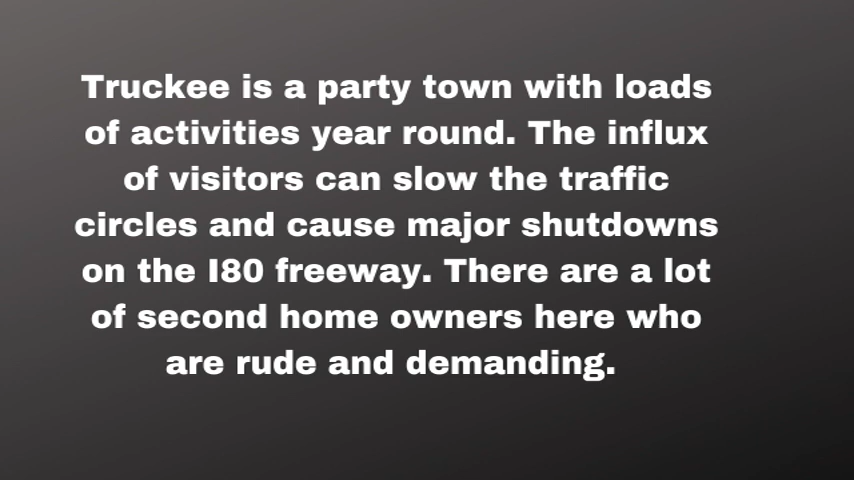 Truckee is a party town with loads
of activities year round. The influx
of visitors can slow the traffic
circles and cause major shutdowns
on the I80 freeway. There are a lot
of second home owners here who
are rude and demanding.